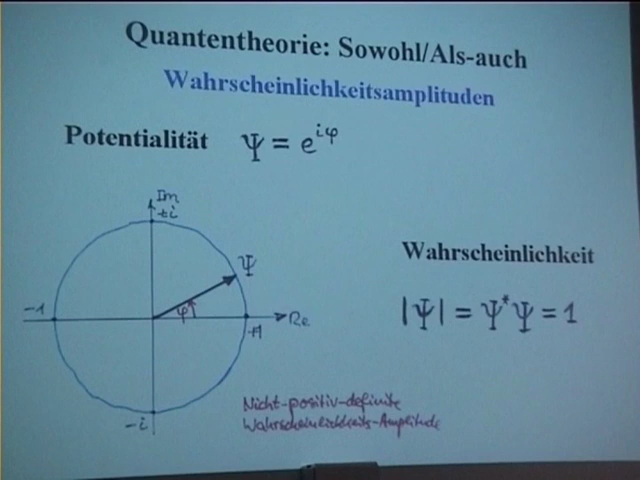 Quantentheorie: Sowohl/Als-auch
Wahrscheinlichkeitsamplituden
Potentialität Ψ = e^{iφ}
Im
+i
Ψ
φ
-1
+1
Re
-i
Wahrscheinlichkeit
|Ψ| = Ψ*Ψ = 1
Nicht-positiv-definite
Wahrscheinlichkeits-Amplitude